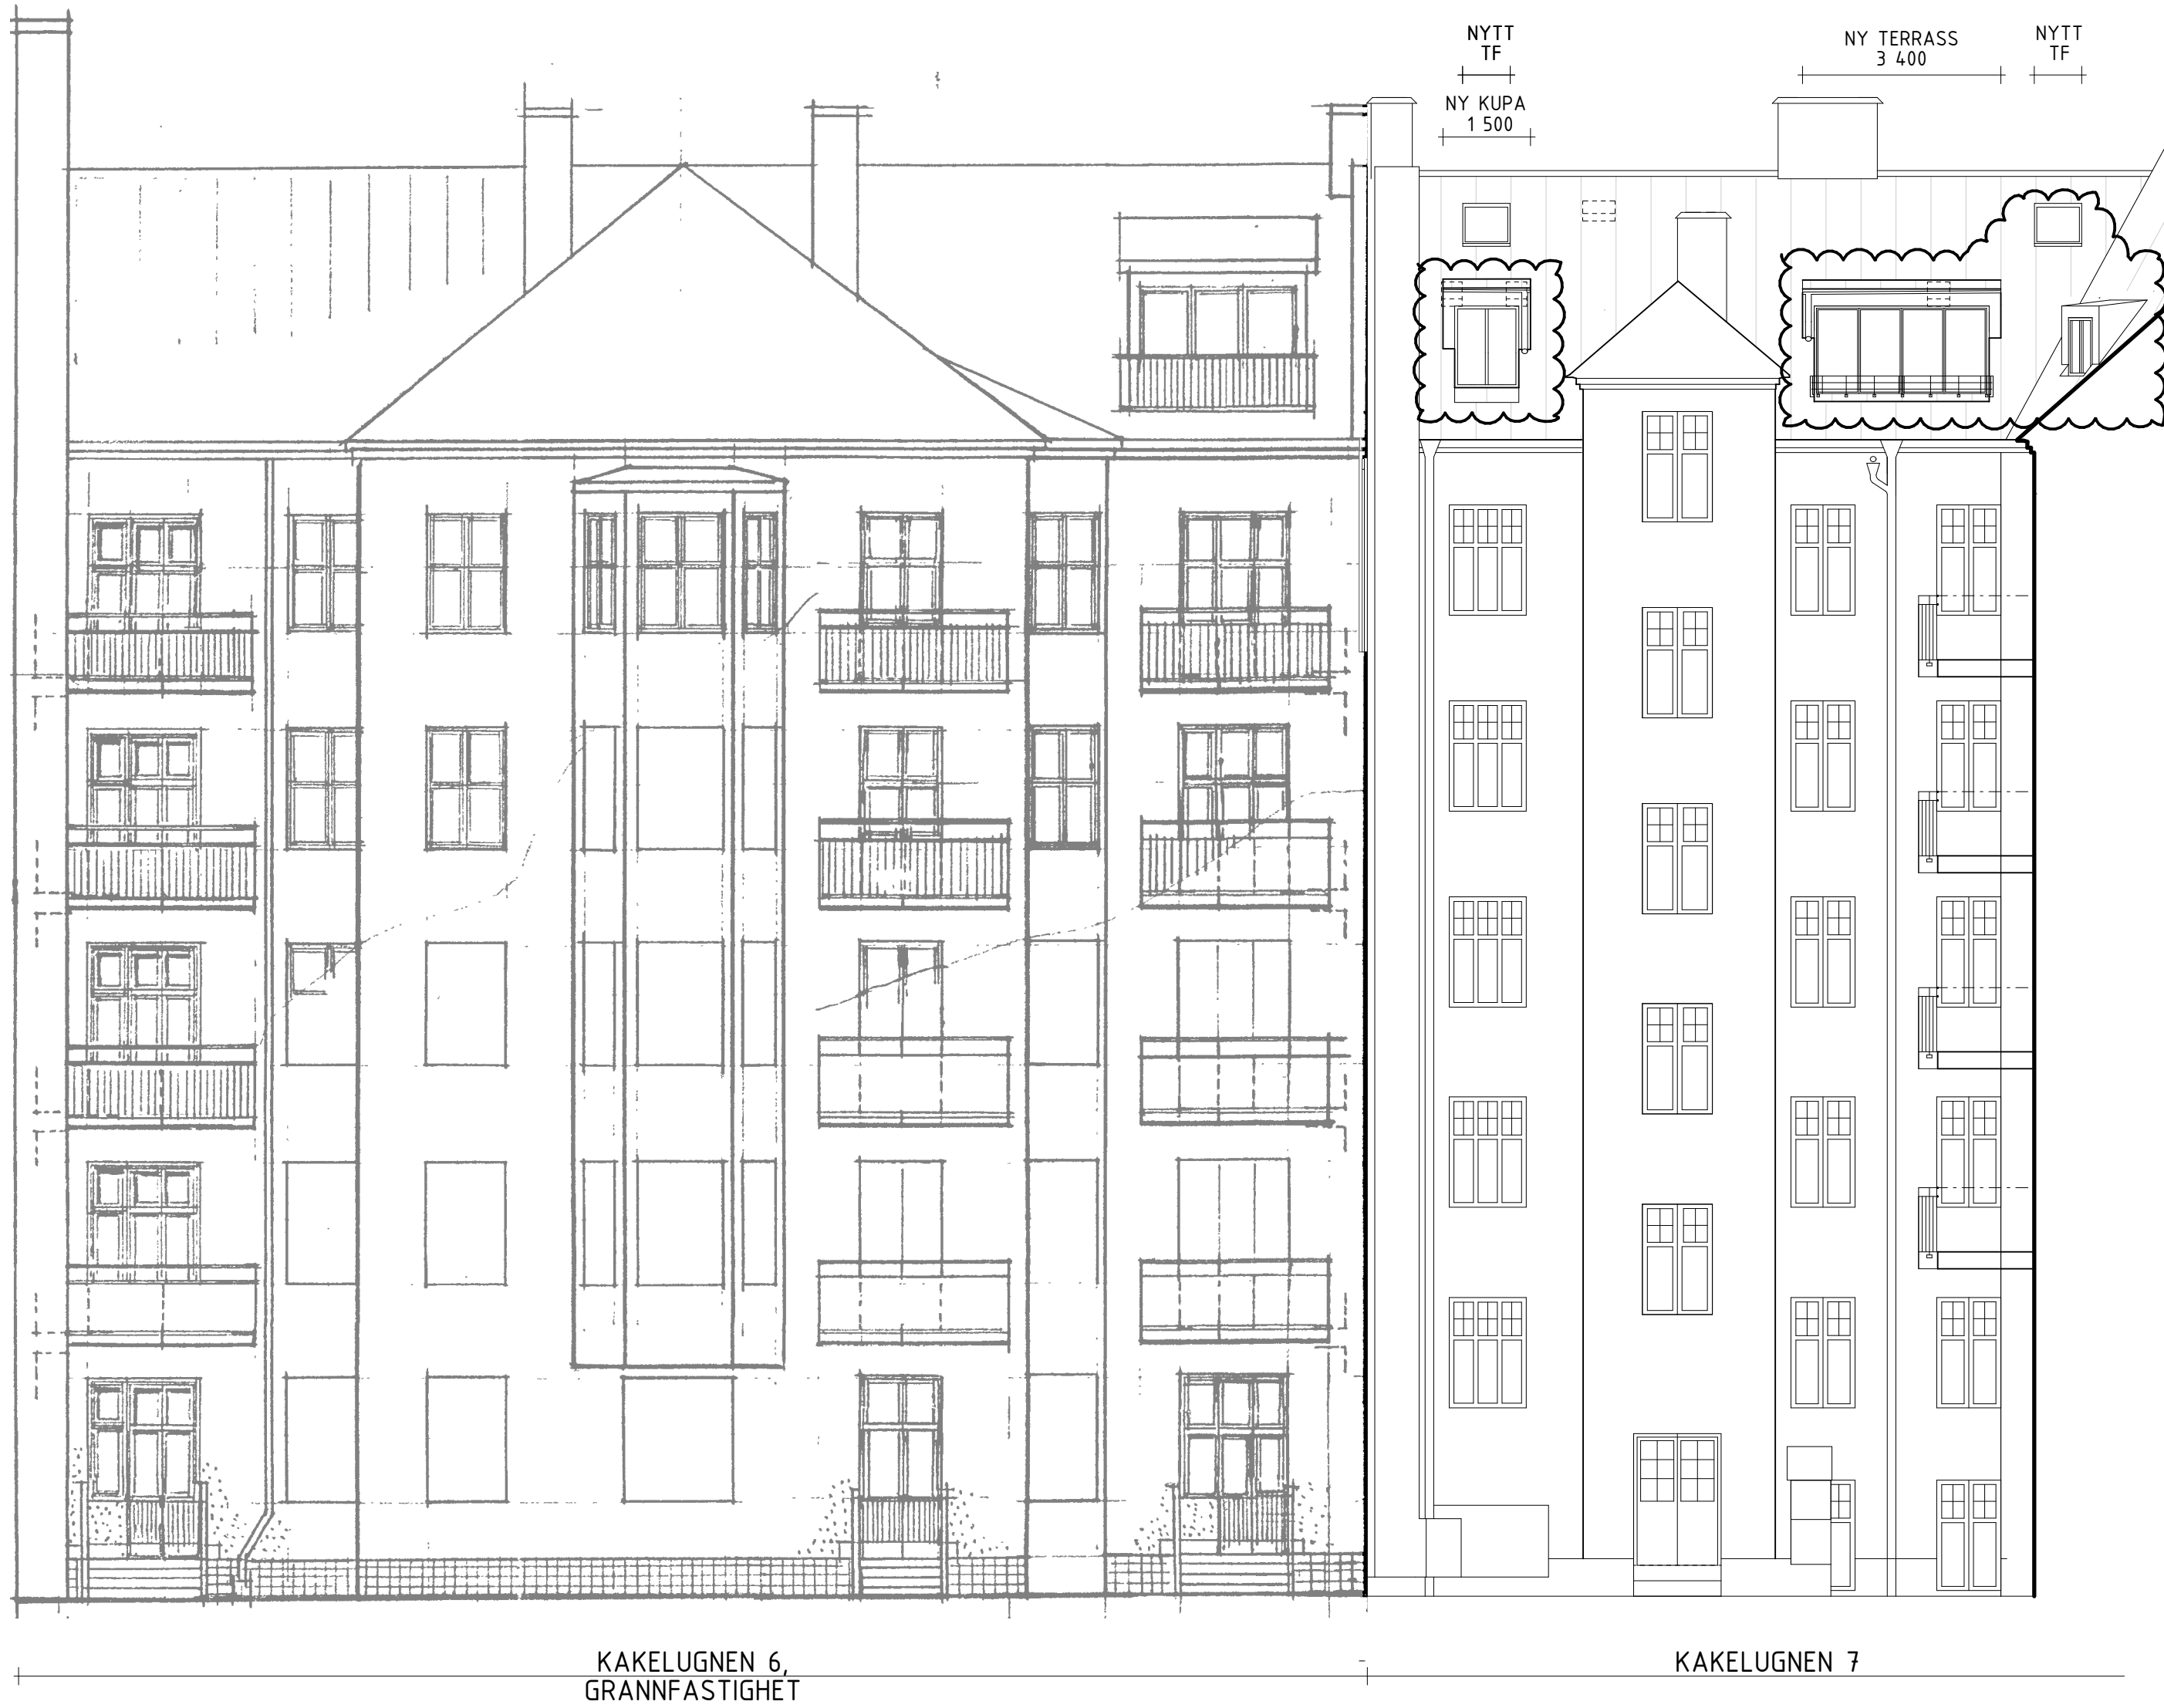 NYTT
TF
NY KUPA
1 500
NY TERRASS
3 400
NYTT
TF
KAKELUGNEN 6,
GRANNFASTIGHET
KAKELUGNEN 7